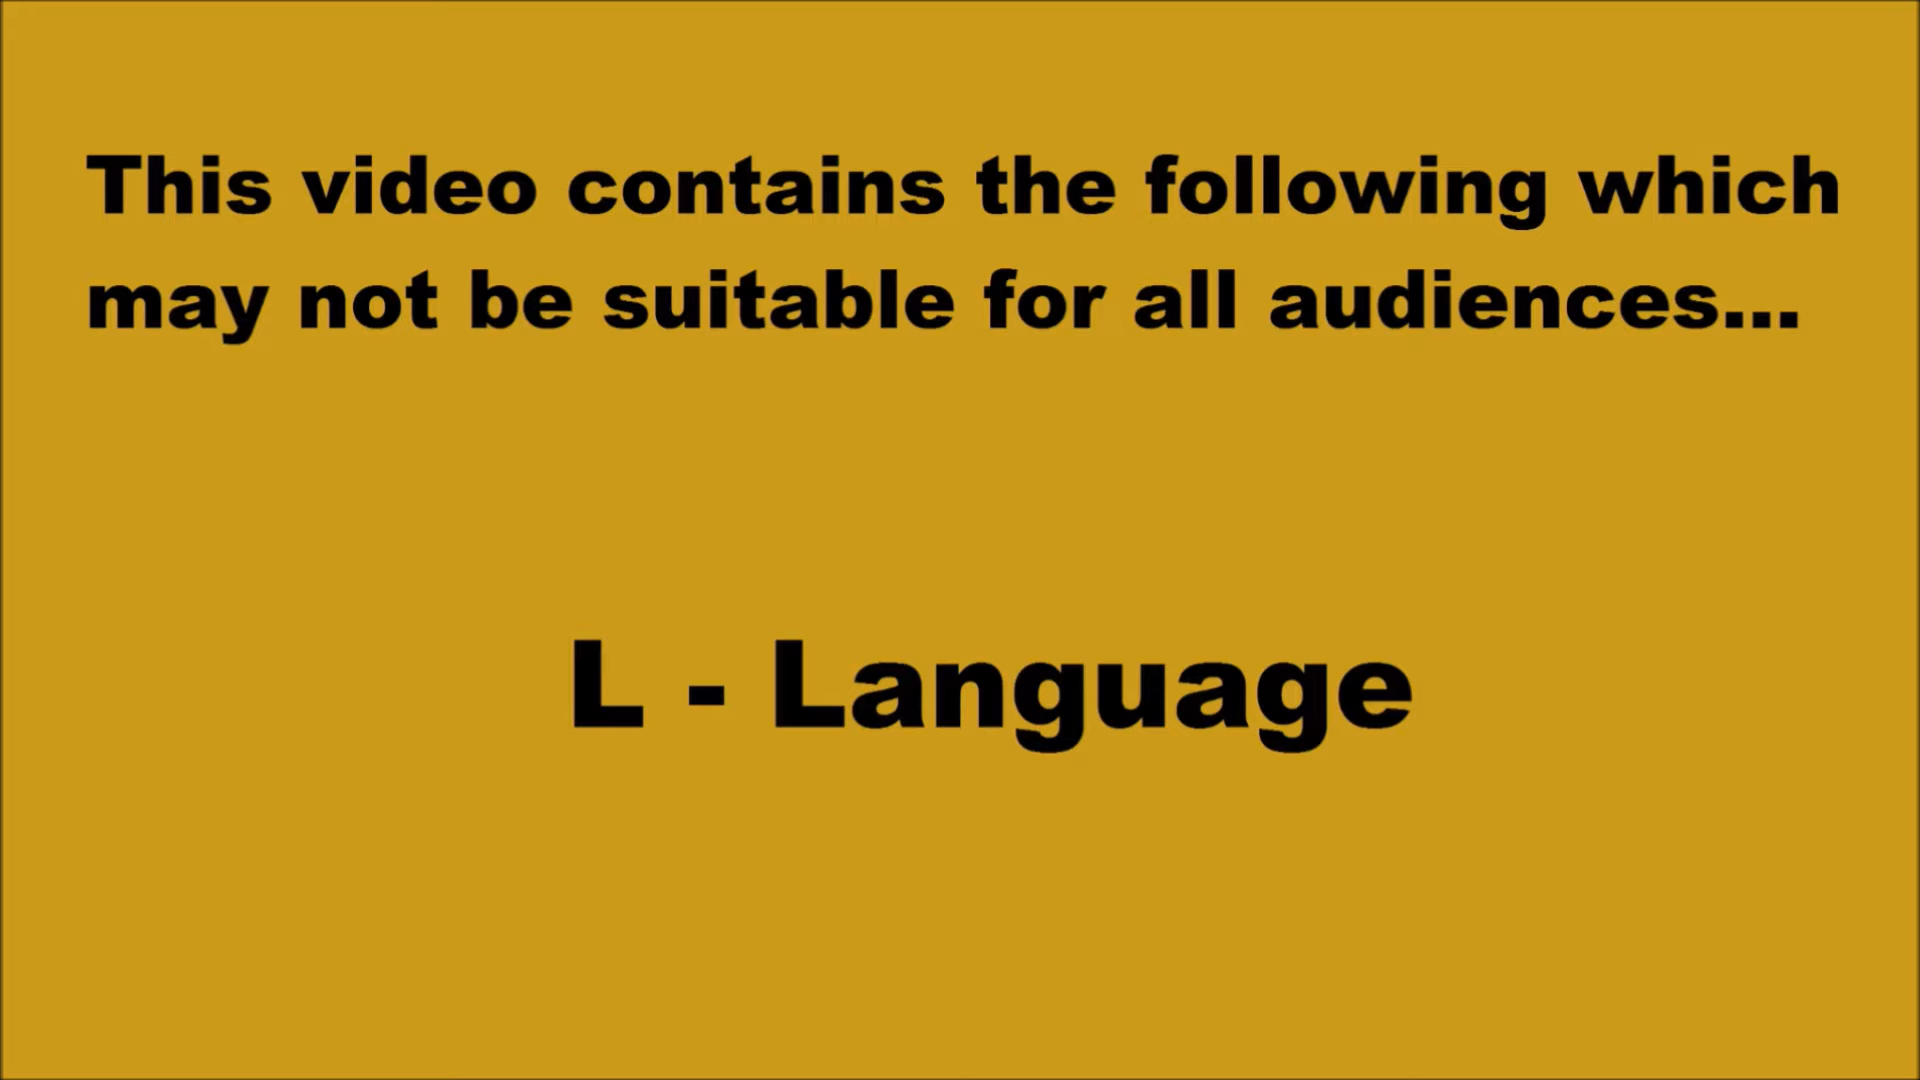 This video contains the following which
may not be suitable for all audiences...
L - Language